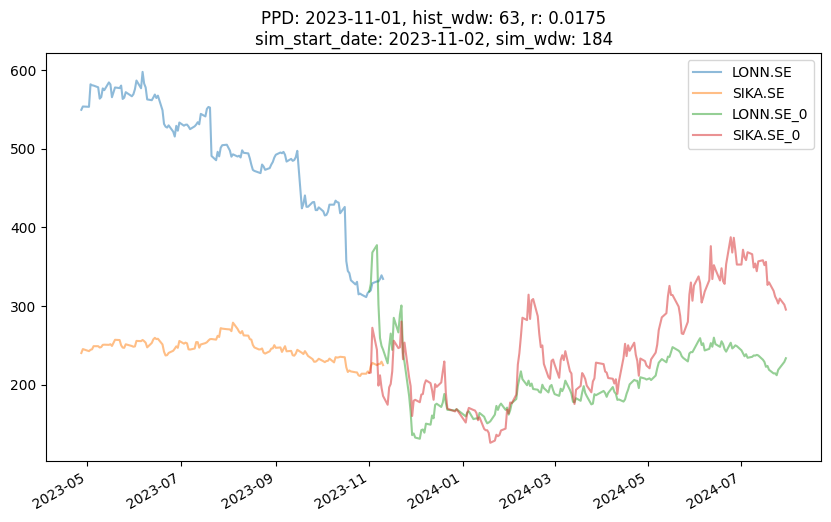 PPD: 2023-11-01, hist_wdw: 63, r: 0.0175
sim_start_date: 2023-11-02, sim_wdw: 184
LONN.SE
SIKA.SE
LONN.SE_0
SIKA.SE_0
600
500
400
300
200
2023-05
2023-07
2023-09
2023-11
2024-01
2024-03
2024-05
2024-07